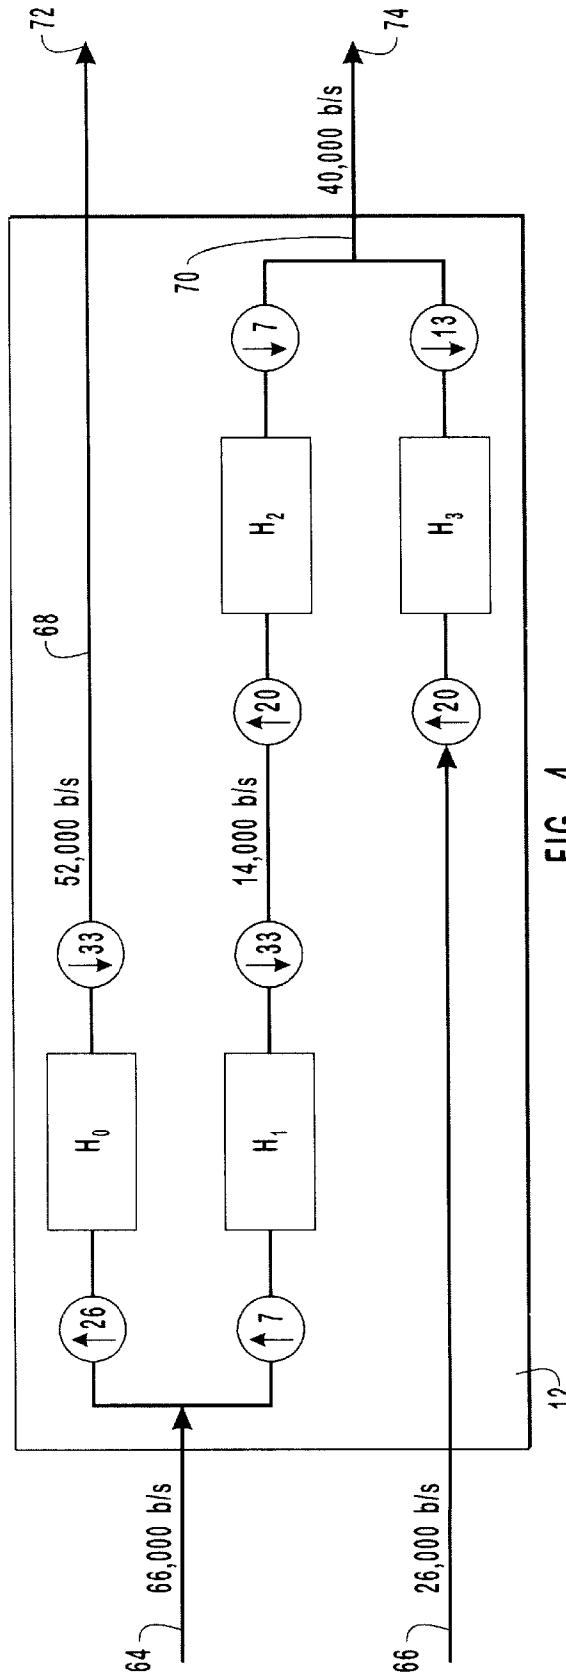 64
66,000 b/s
66
26,000 b/s
12
↑26
H0
↓33
52,000 b/s
68
72
↑7
H1
↓33
14,000 b/s
↑20
H2
↓7
70
40,000 b/s
74
↑20
H3
↓13
FIG. 4